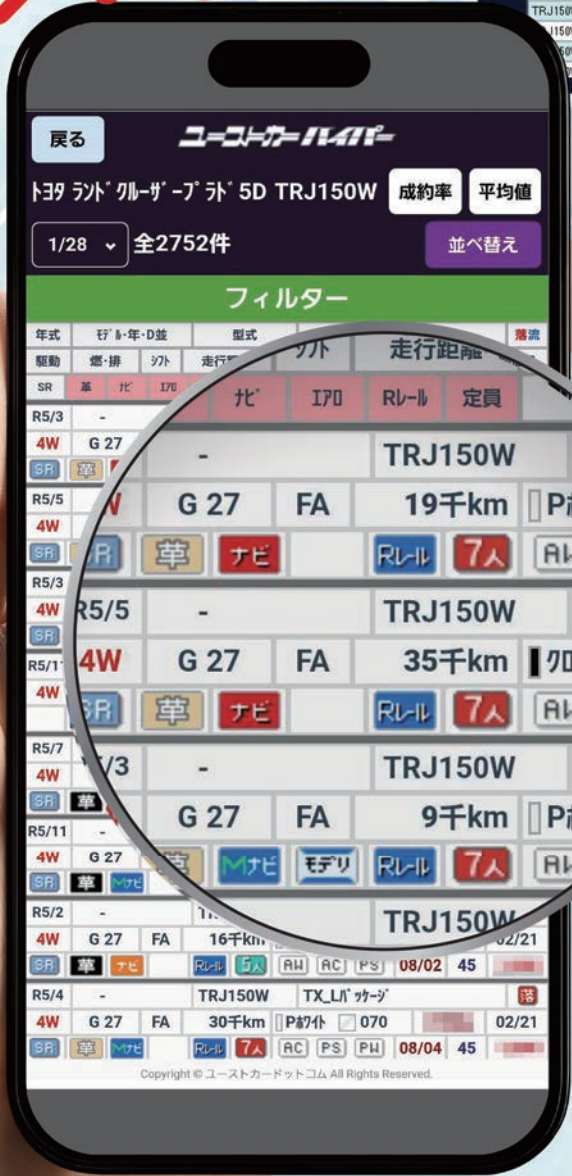 TRJ150W
戻る
ユーストカーハイパー
トヨタ ランドクルーザープラド 5D TRJ150W 成約率 平均値
1/28 全2752件 並べ替え
フィルター
年式 モデル・年・D並 型式 落流
駆動 燃・排 シフト 走行
SR 革 ナビ エアロ
シフト 走行距離
ナビ エアロ Rレール 定員
R5/3 -
4W G 27
SR 革
R5/5
4W
SR
R5/3
4W
SR
R5/11
4W
R5/7
4W
SR 革
R5/11 -
4W G 27
SR 革 Mナビ
- TRJ150W
G 27 FA 19千km
SR 革 ナビ Rレール 7人
R5/5 - TRJ150W
4W G 27 FA 35千km
SR 革 ナビ Rレール 7人
/3 - TRJ150W
G 27 FA 9千km
革 Mナビ モデリ Rレール 7人
TRJ150W
R5/2 -
4W G 27 FA 16千km 02/21
SR 革 ナビ Rレール 5人 AW AC PS 08/02 45
R5/4 - TRJ150W TX_Lパッケージ 落
4W G 27 FA 30千km Pホワイト 070 02/21
SR 革 Mナビ Rレール 7人 AC PS PW 08/04 45
Copyright © ユーストカードットコム All Rights Reserved.